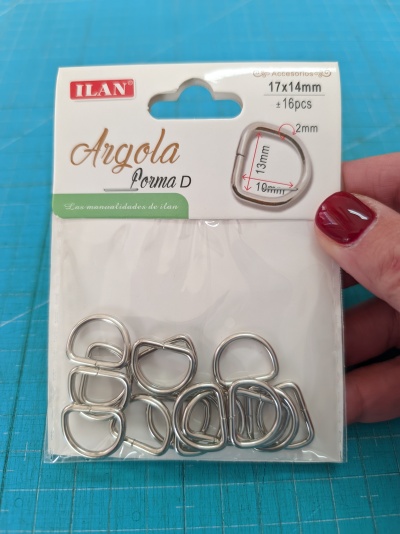 ILAN®
Accesorios
17x14mm
±16pcs
2mm
13mm
10mm
Argola
Forma D
Las manualidades de ilan